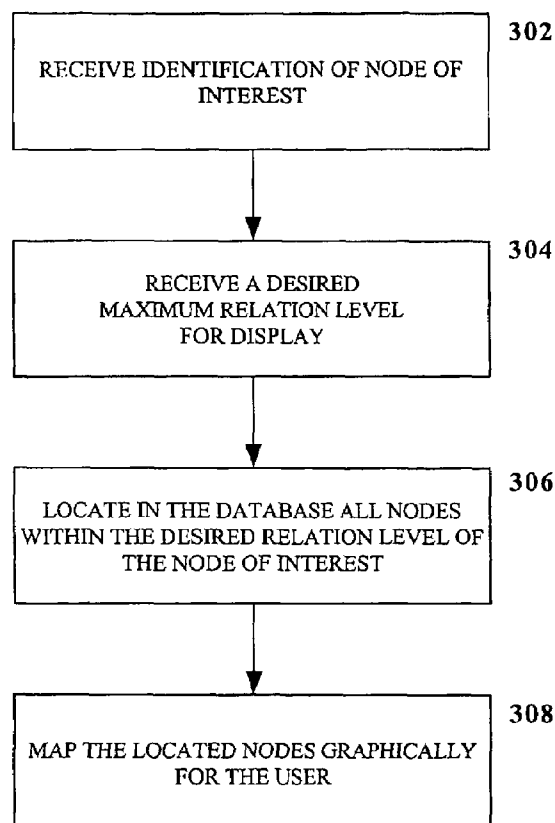 302
RECEIVE IDENTIFICATION OF NODE OF
INTEREST
304
RECEIVE A DESIRED
MAXIMUM RELATION LEVEL
FOR DISPLAY
306
LOCATE IN THE DATABASE ALL NODES
WITHIN THE DESIRED RELATION LEVEL OF
THE NODE OF INTEREST
308
MAP THE LOCATED NODES GRAPHICALLY
FOR THE USER